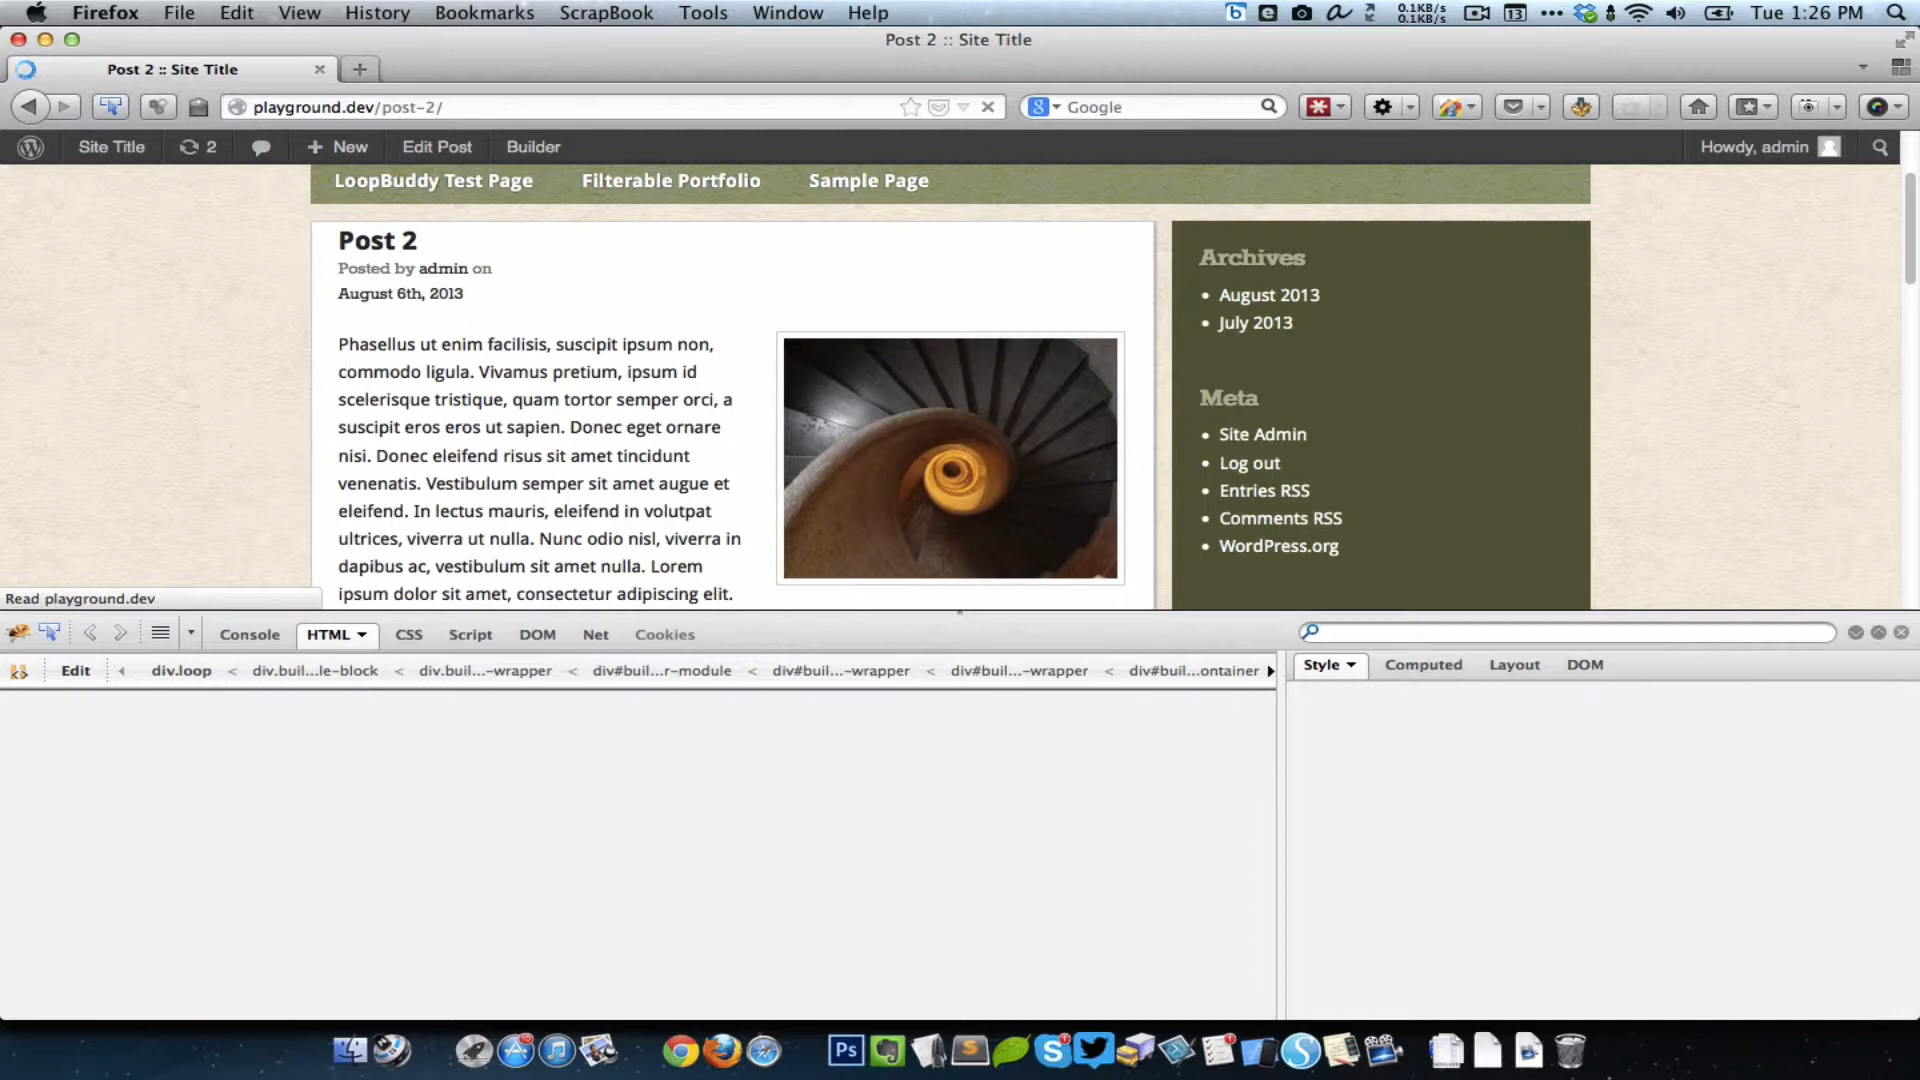 Firefox File Edit View History Bookmarks ScrapBook Tools Window Help 0.1KB/s 0.1KB/s 13 Tue 1:26 PM
Post 2 :: Site Title
Post 2 :: Site Title
playground.dev/post-2/ Google
Site Title 2 New Edit Post Builder Howdy, admin
LoopBuddy Test Page Filterable Portfolio Sample Page
Post 2
Posted by admin on
August 6th, 2013
Phasellus ut enim facilisis, suscipit ipsum non,
commodo ligula. Vivamus pretium, ipsum id
scelerisque tristique, quam tortor semper orci, a
suscipit eros eros ut sapien. Donec eget ornare
nisi. Donec eleifend risus sit amet tincidunt
venenatis. Vestibulum semper sit amet augue et
eleifend. In lectus mauris, eleifend in volutpat
ultrices, viverra ut nulla. Nunc odio nisl, viverra in
dapibus ac, vestibulum sit amet nulla. Lorem
ipsum dolor sit amet, consectetur adipiscing elit.
Archives
August 2013
July 2013
Meta
Site Admin
Log out
Entries RSS
Comments RSS
WordPress.org
Read playground.dev
Console HTML CSS Script DOM Net Cookies
Edit div.loop < div.buil...le-block < div.buil...-wrapper < div#buil...r-module < div#buil...-wrapper < div#buil...-wrapper < div#buil...ontainer
Style Computed Layout DOM
Ps